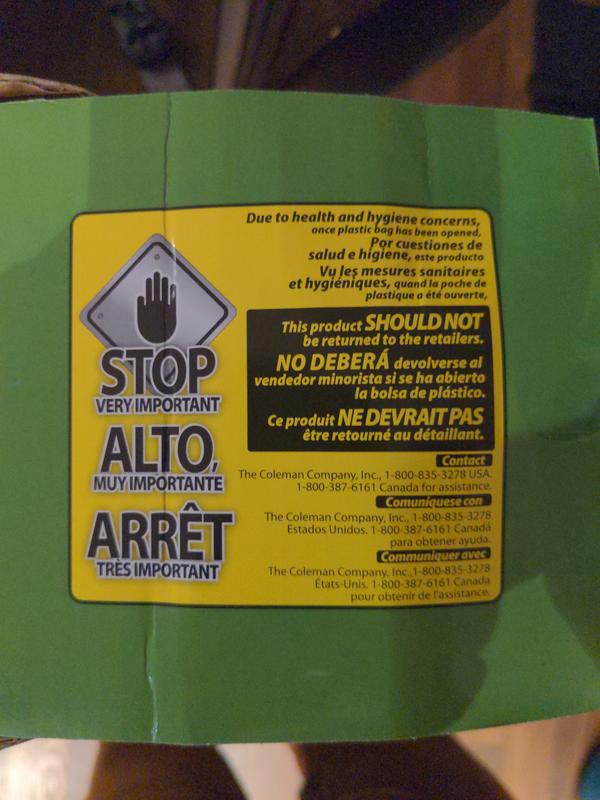 STOP
VERY IMPORTANT
ALTO,
MUY IMPORTANTE
ARRÊT
TRÈS IMPORTANT
Due to health and hygiene concerns,
once plastic bag has been opened,
Por cuestiones de
salud e higiene, este producto
Vu les mesures sanitaires
et hygiéniques, quand la poche de
plastique a été ouverte,
This product SHOULD NOT
be returned to the retailers.
NO DEBERÁ devolverse al
vendedor minorista si se ha abierto
la bolsa de plástico.
Ce produit NE DEVRAIT PAS
être retourné au détaillant.
Contact
The Coleman Company, Inc., 1-800-835-3278 USA.
1-800-387-6161 Canada for assistance.
Comuníquese con
The Coleman Company, Inc., 1-800-835-3278
Estados Unidos. 1-800-387-6161 Canadá
para obtener ayuda.
Communiquer avec
The Coleman Company, Inc.,1-800-835-3278
États-Unis. 1-800-387-6161 Canada
pour obtenir de l'assistance.